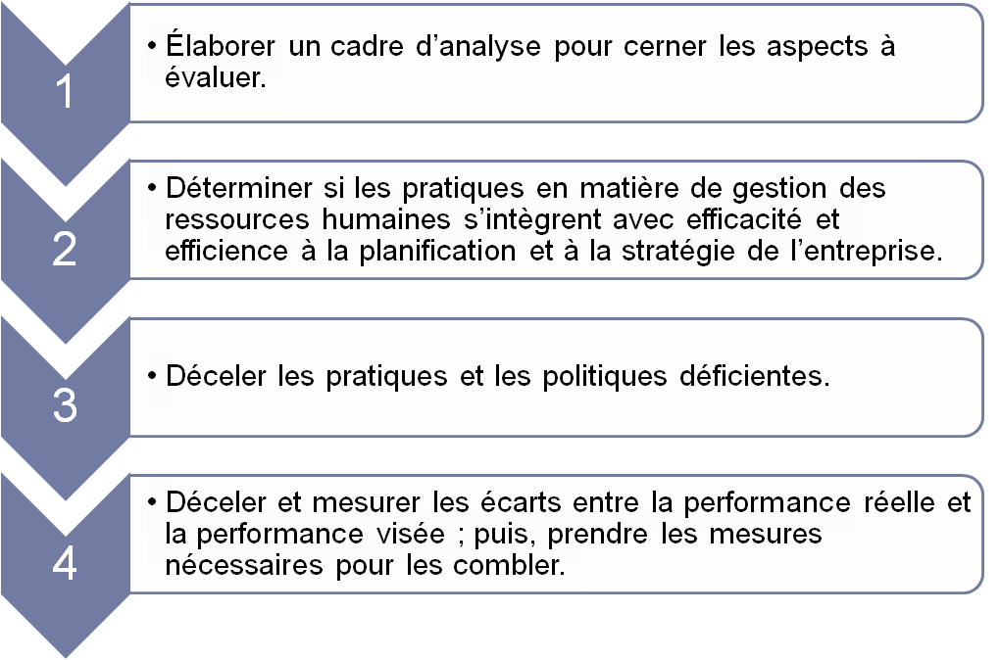 1
• Élaborer un cadre d’analyse pour cerner les aspects à
évaluer.
2
• Déterminer si les pratiques en matière de gestion des
ressources humaines s’intègrent avec efficacité et
efficience à la planification et à la stratégie de l’entreprise.
3
• Déceler les pratiques et les politiques déficientes.
4
• Déceler et mesurer les écarts entre la performance réelle et
la performance visée ; puis, prendre les mesures
nécessaires pour les combler.